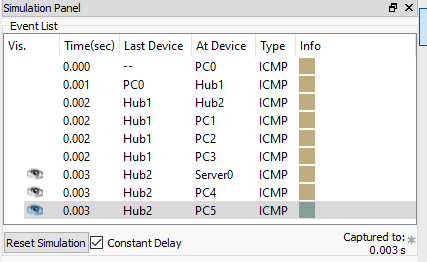 Simulation Panel
Event List
Vis. Time(sec) Last Device At Device Type Info
0.000 -- PC0 ICMP
0.001 PC0 Hub1 ICMP
0.002 Hub1 Hub2 ICMP
0.002 Hub1 PC1 ICMP
0.002 Hub1 PC2 ICMP
0.002 Hub1 PC3 ICMP
0.003 Hub2 Server0 ICMP
0.003 Hub2 PC4 ICMP
0.003 Hub2 PC5 ICMP
Reset Simulation Constant Delay Captured to: *
0.003 s